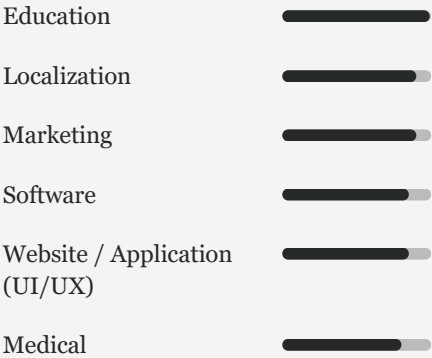 Education
Localization
Marketing
Software
Website / Application
(UI/UX)
Medical